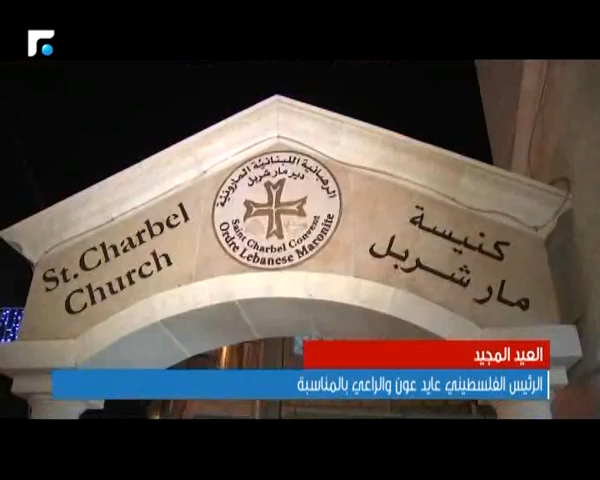 St. Charbel
Church
الرهبانية اللبنانية المارونية
دير مار شربل
Saint Charbel Convent
Ordre Lebanese Maronite
كنيسة
مار شربل
العيد المجيد
الرئيس الفلسطيني عايد عون والراعي بالمناسبة